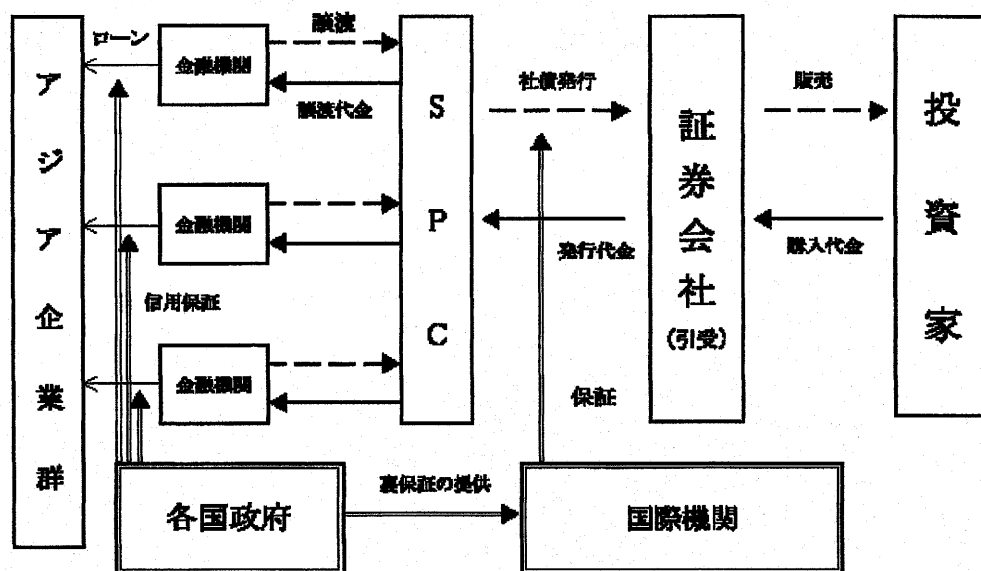 アジア企業群
ローン
金融機関
譲渡
譲渡代金
金融機関
信用保証
金融機関
SPC
社債発行
発行代金
保証
証券会社
(引受)
販売
購入代金
投資家
各国政府
裏保証の提供
国際機関